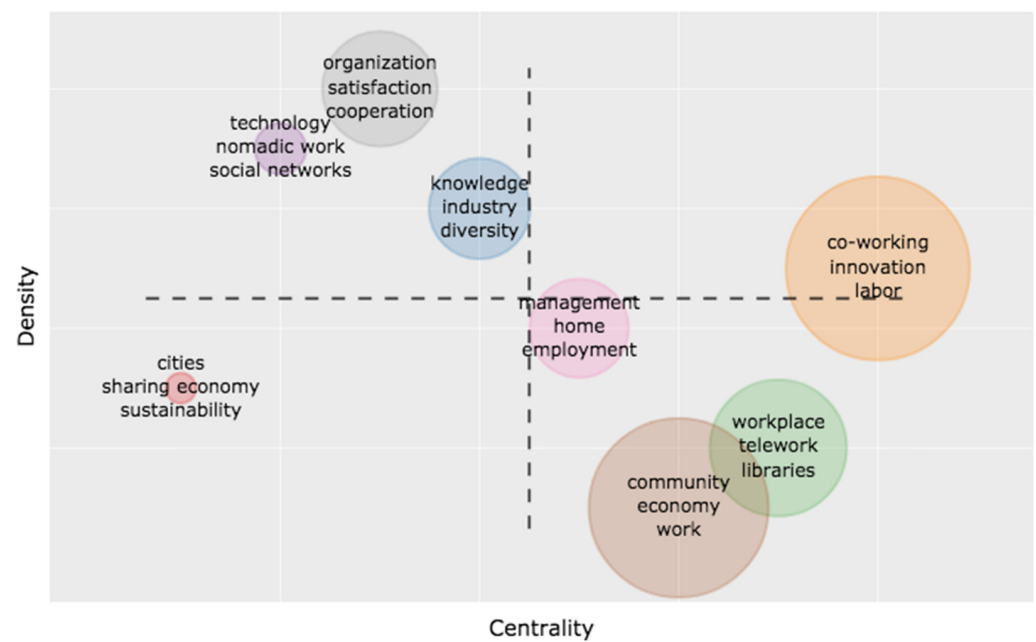 organization
satisfaction
cooperation
technology
nomadic work
social networks
knowledge
industry
diversity
co-working
innovation
labor
management
home
employment
cities
sharing economy
sustainability
workplace
telework
libraries
community
economy
work
Density
Centrality